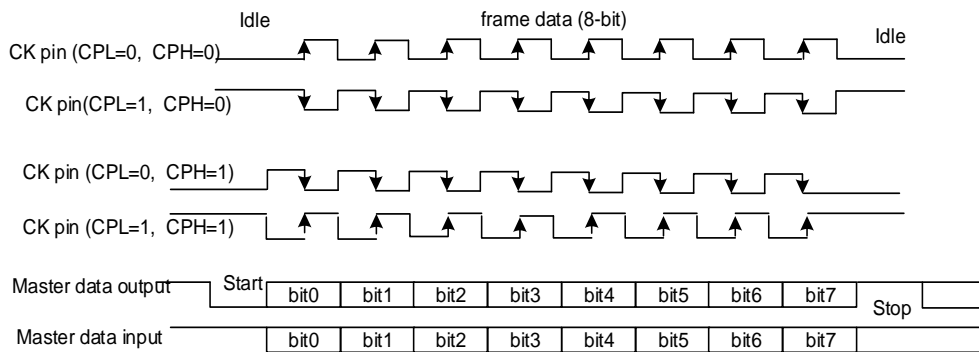 Idle
frame data (8-bit)
Idle
CK pin (CPL=0, CPH=0)
CK pin(CPL=1, CPH=0)
CK pin (CPL=0, CPH=1)
CK pin (CPL=1, CPH=1)
Master data output Start bit0 bit1 bit2 bit3 bit4 bit5 bit6 bit7 Stop
Master data input bit0 bit1 bit2 bit3 bit4 bit5 bit6 bit7